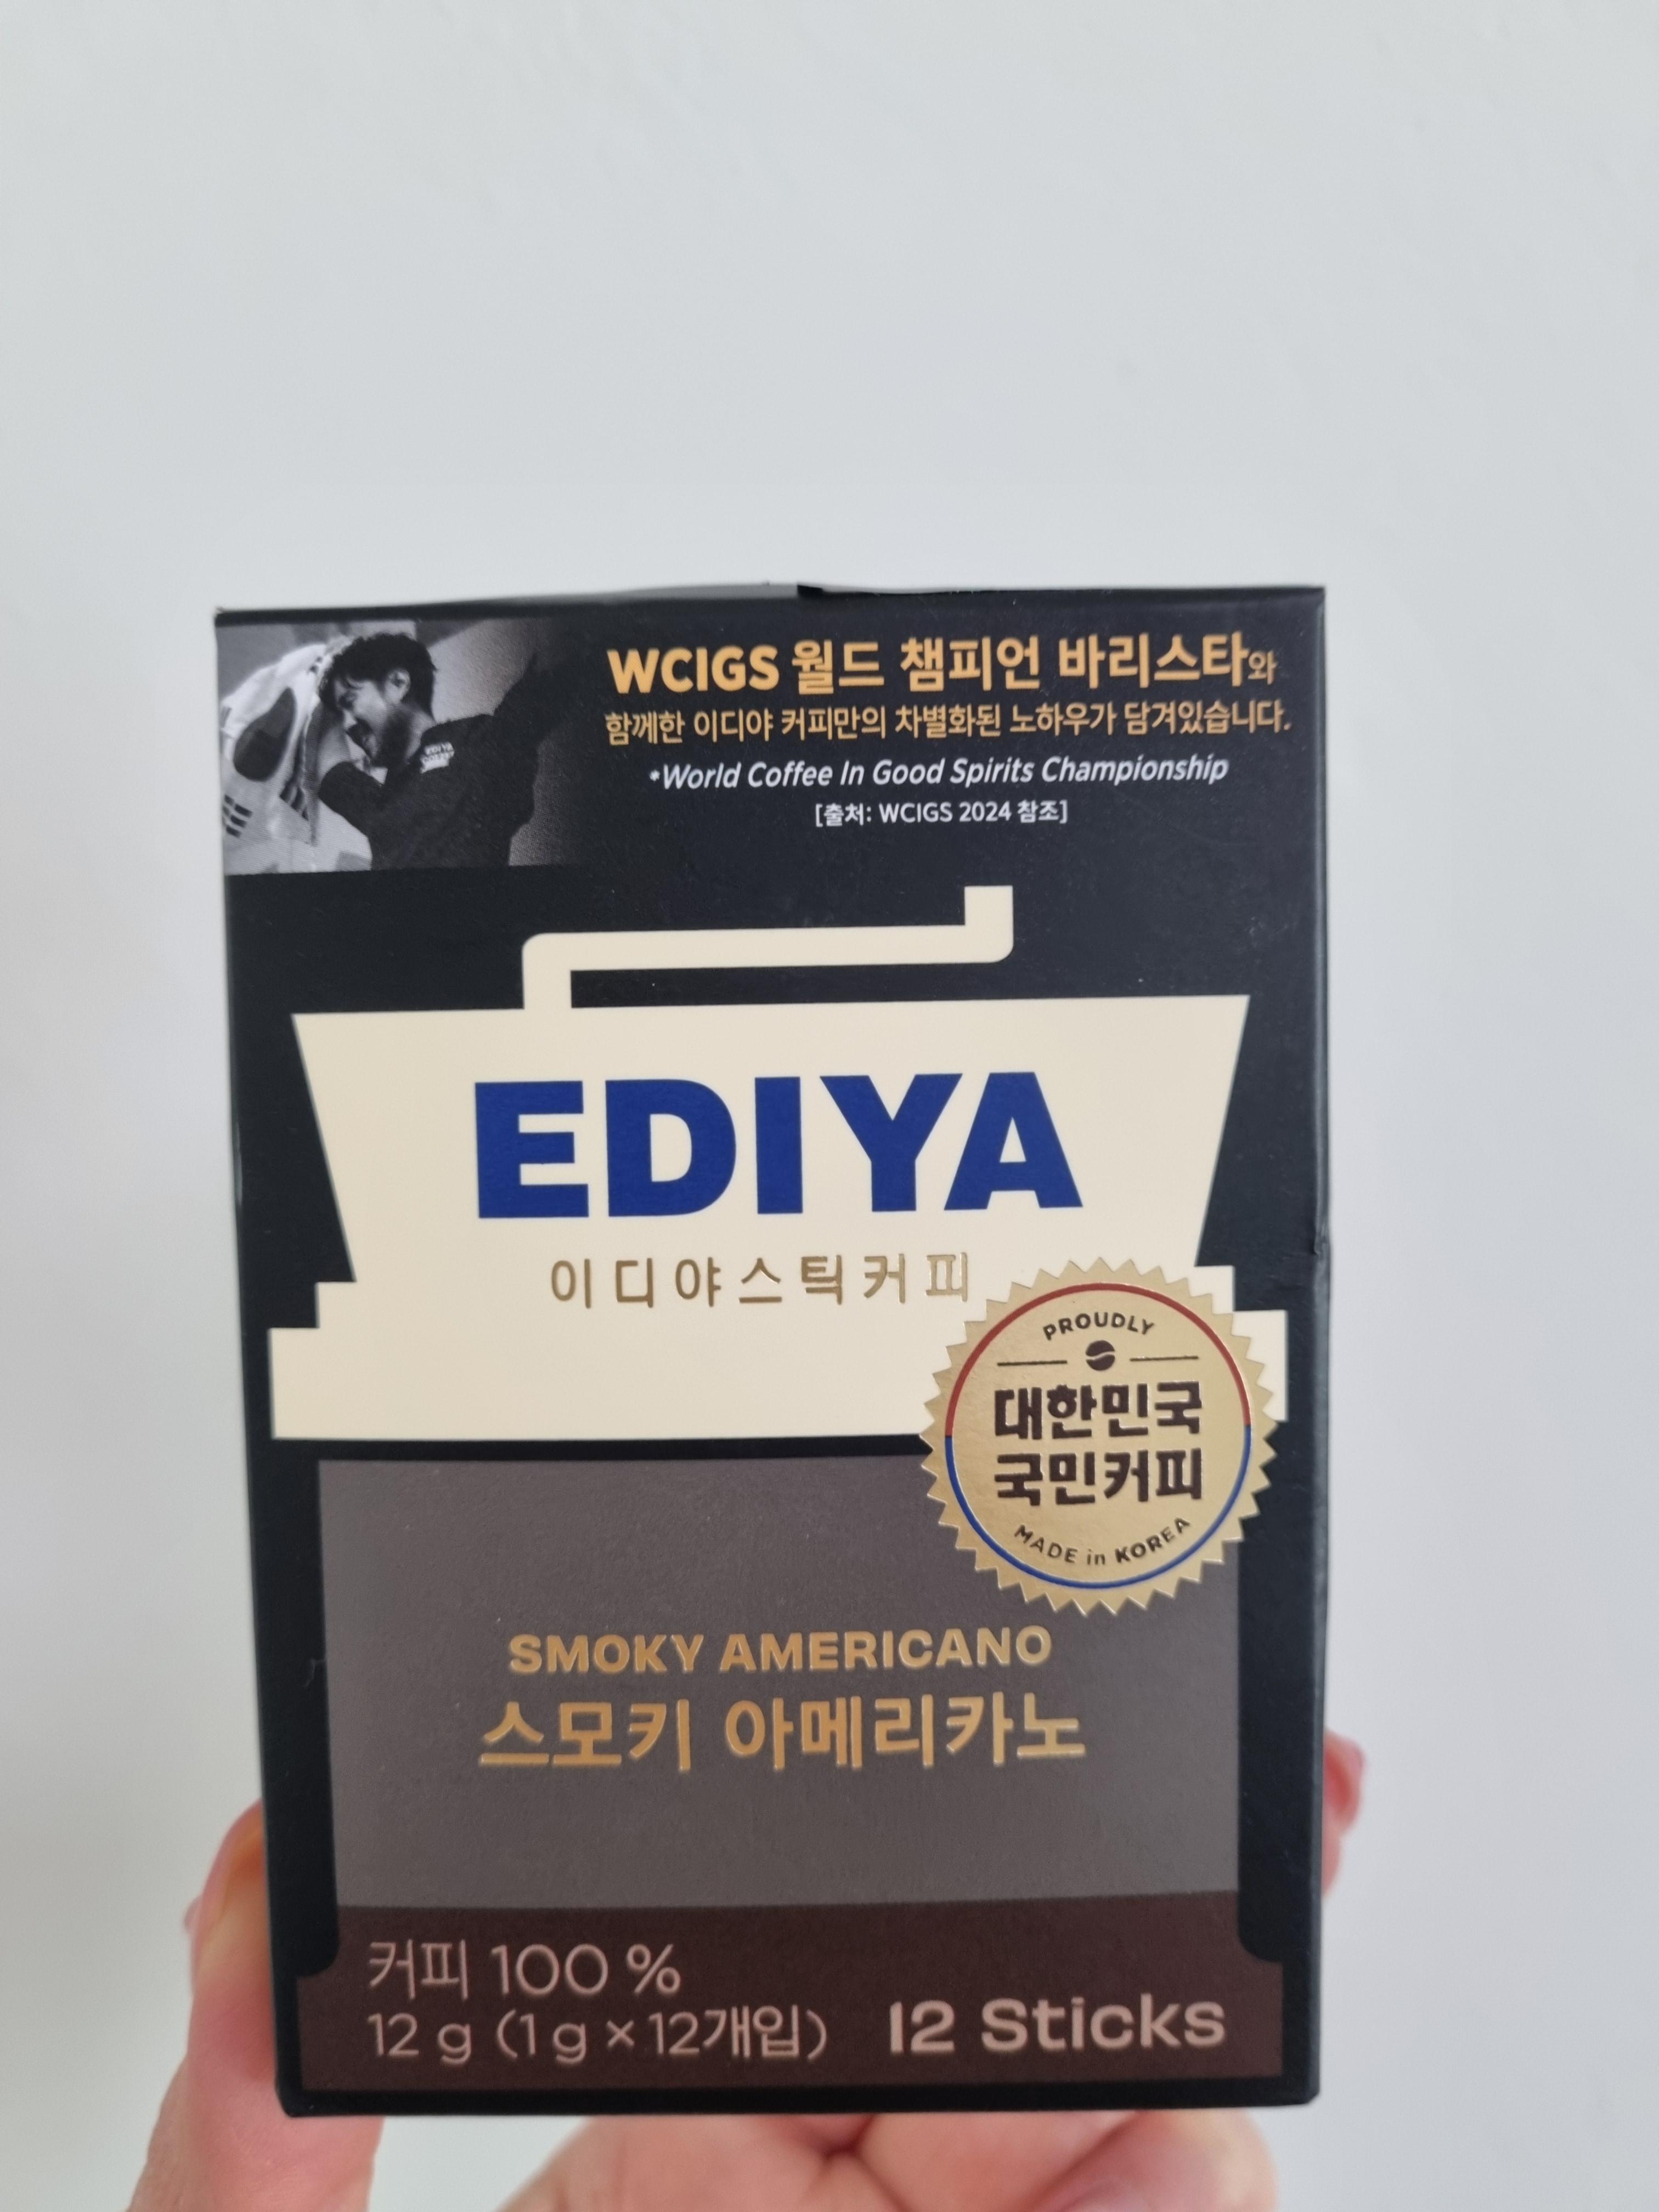 WCIGS 월드 챔피언 바리스타와
함께한 이디야 커피만의 차별화된 노하우가 담겨있습니다.
*World Coffee In Good Spirits Championship
[출처: WCIGS 2024 참조]
EDIYA
이디야스틱커피
PROUDLY
대한민국
국민커피
MADE in KOREA
SMOKY AMERICANO
스모키 아메리카노
커피 100 %
12 g (1 g × 12개입) 12 Sticks